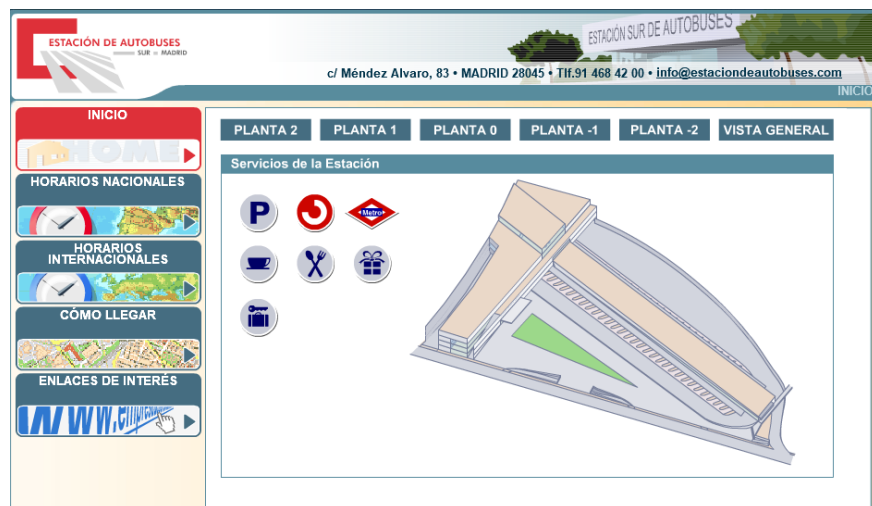 ESTACIÓN DE AUTOBUSES
SUR MADRID
ESTACIÓN SUR DE AUTOBUSES
c/ Méndez Alvaro, 83 • MADRID 28045 • Tlf.91 468 42 00 • info@estaciondeautobuses.com
INICIO
INICIO
HOME
HORARIOS NACIONALES
HORARIOS
INTERNACIONALES
CÓMO LLEGAR
ENLACES DE INTERÉS
www.empresa
PLANTA 2 PLANTA 1 PLANTA 0 PLANTA -1 PLANTA -2 VISTA GENERAL
Servicios de la Estación
P
Metro